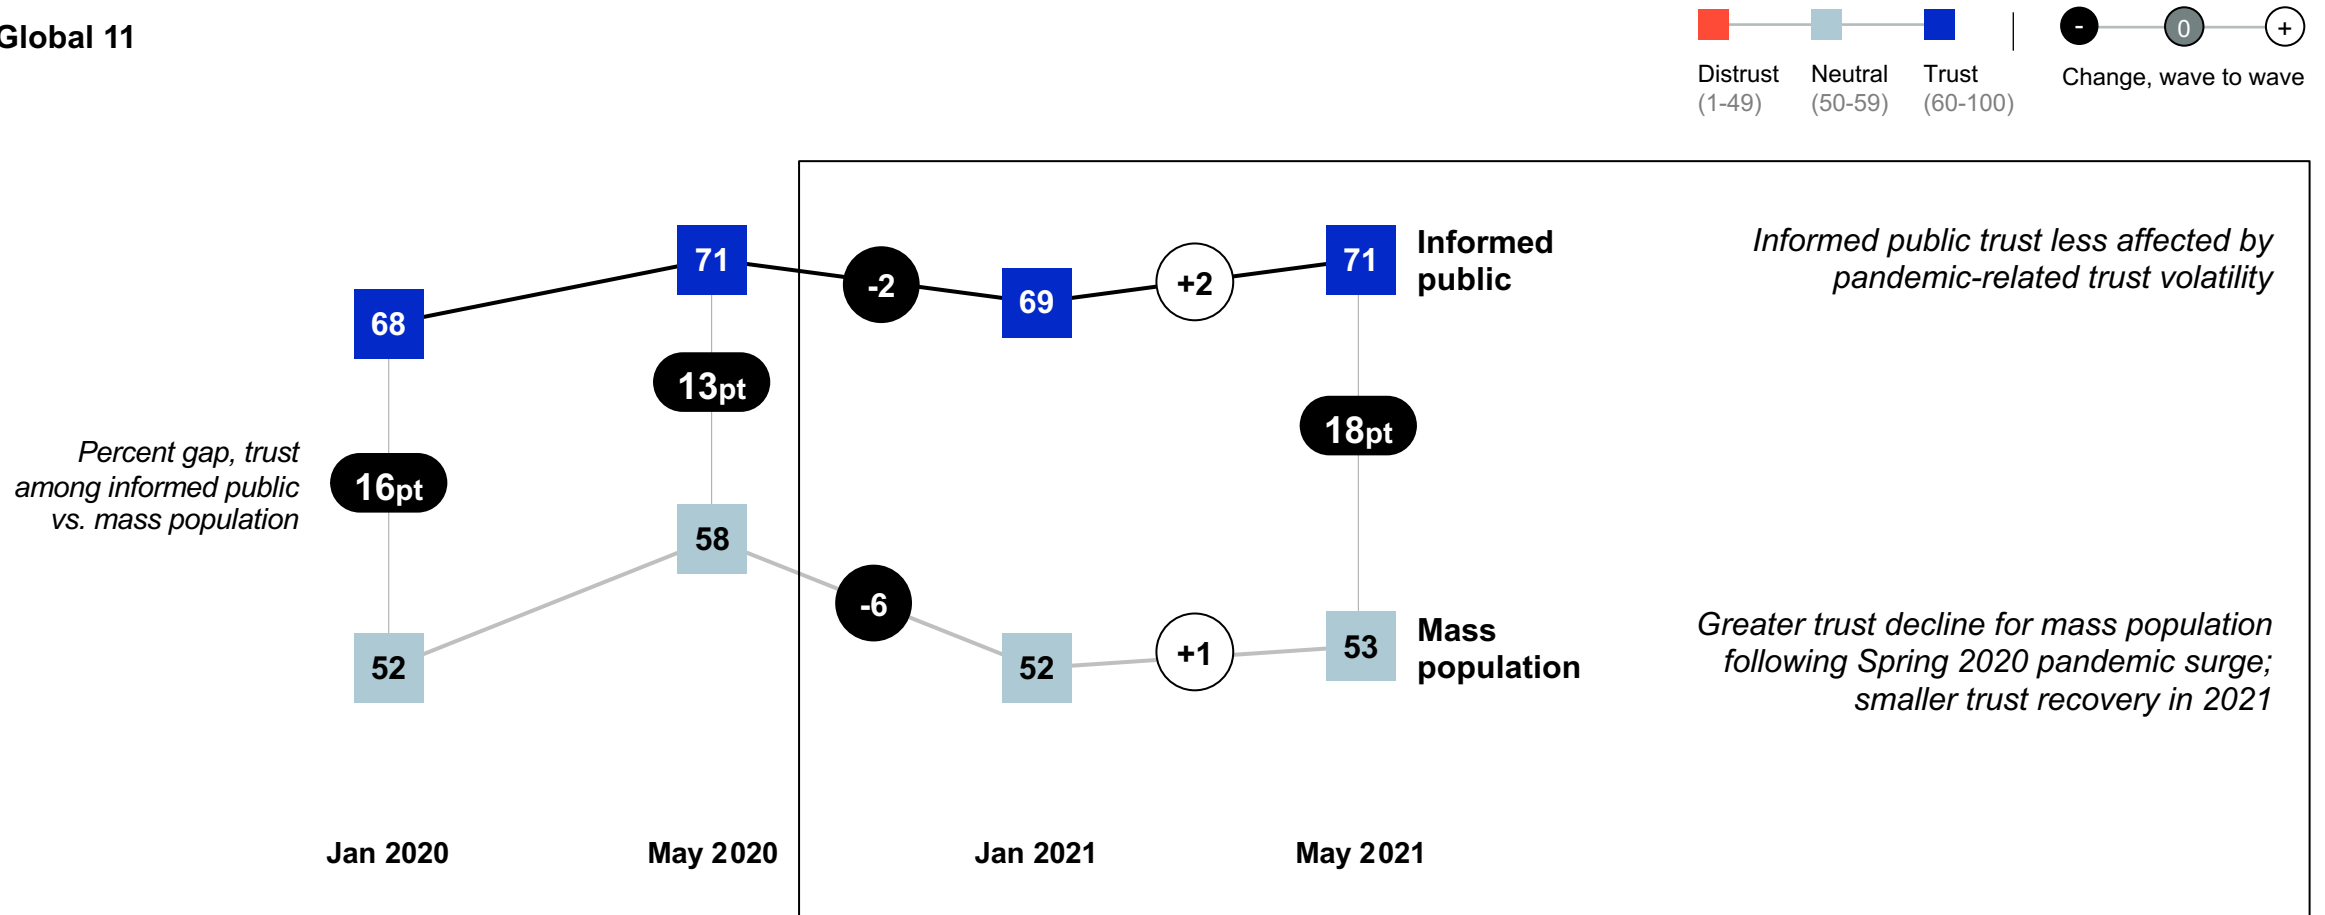 Global 11
- 0 +
Distrust Neutral Trust
(1-49) (50-59) (60-100)
Change, wave to wave
68
71
-2
69
+2
71
Informed
public
Informed public trust less affected by
pandemic-related trust volatility
Percent gap, trust
among informed public
vs. mass population
16pt
13pt
18pt
52
58
-6
52
+1
53
Mass
population
Greater trust decline for mass population
following Spring 2020 pandemic surge;
smaller trust recovery in 2021
Jan 2020 May 2020 Jan 2021 May 2021